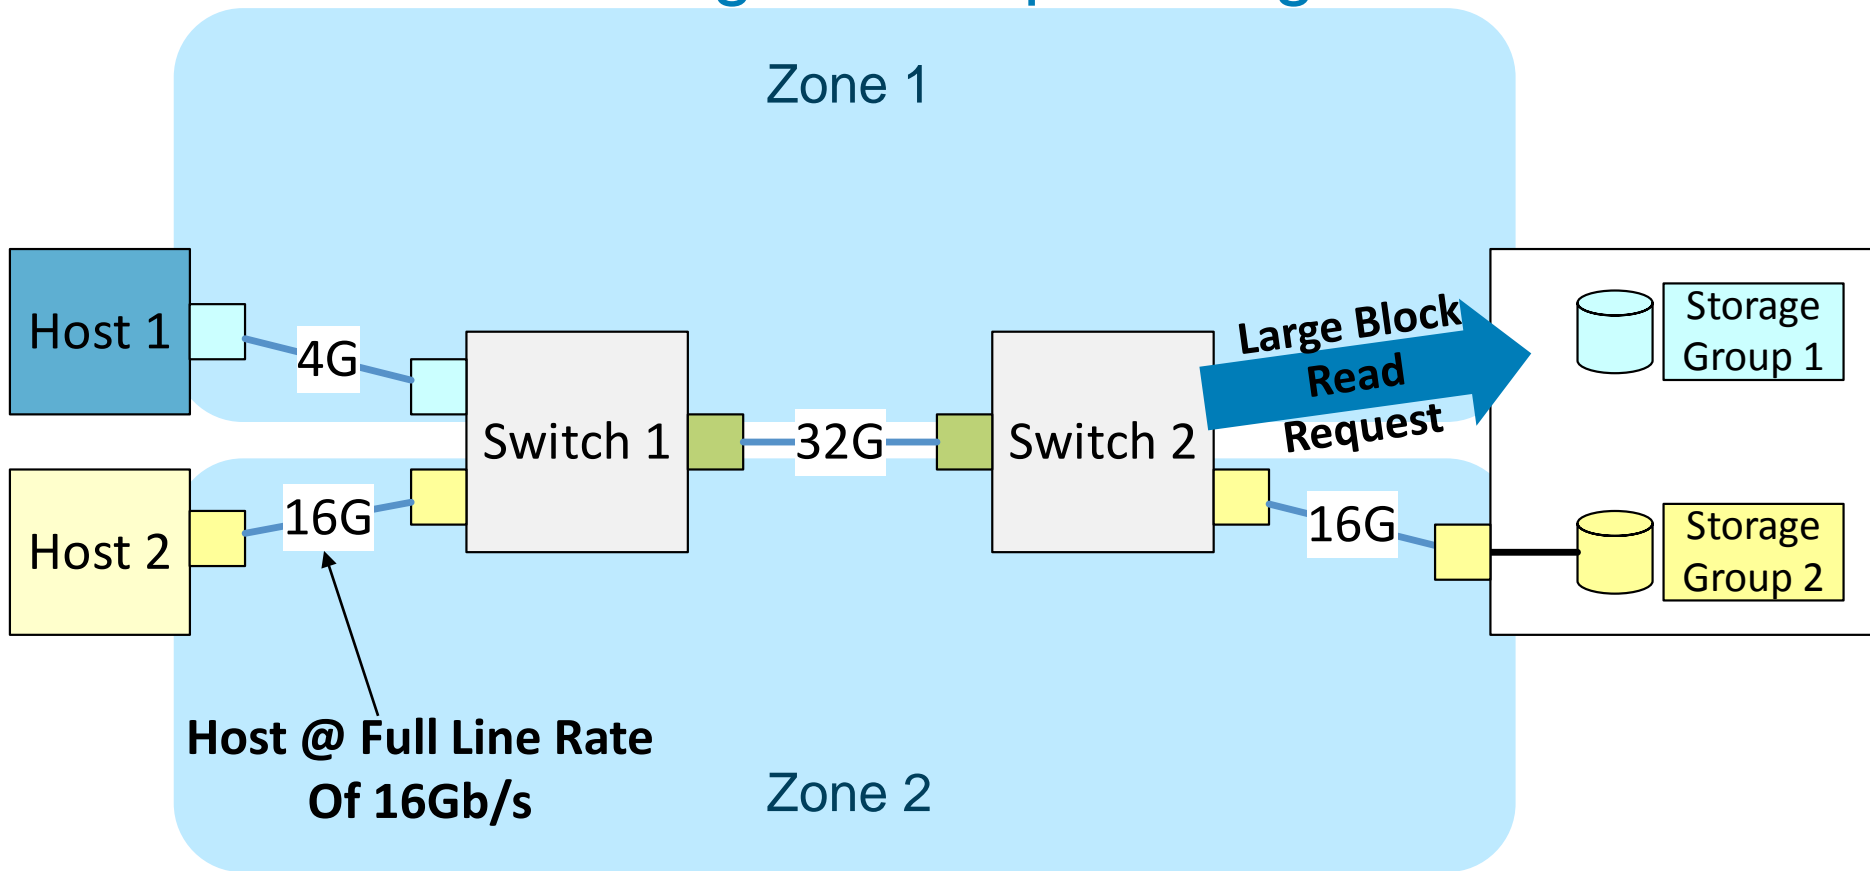 Zone 1
Host 1
4G
Switch 1
32G
Switch 2
Large Block
Read
Request
Storage
Group 1
Host 2
16G
16G
Storage
Group 2
Host @ Full Line Rate
Of 16Gb/s
Zone 2